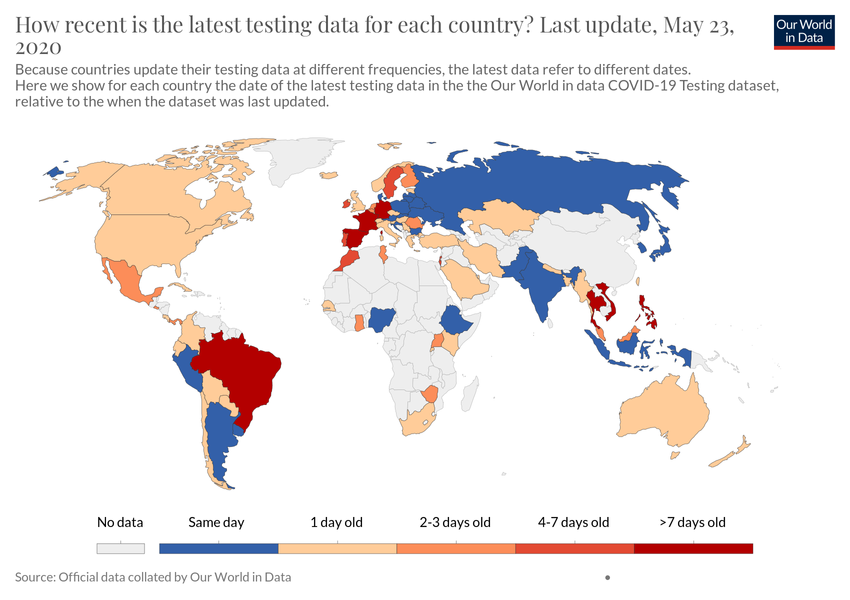 How recent is the latest testing data for each country? Last update, May 23,
2020
Our World
in Data
Because countries update their testing data at different frequencies, the latest data refer to different dates.
Here we show for each country the date of the latest testing data in the the Our World in data COVID-19 Testing dataset,
relative to the when the dataset was last updated.
No data
Same day
1 day old
2-3 days old
4-7 days old
>7 days old
Source: Official data collated by Our World in Data